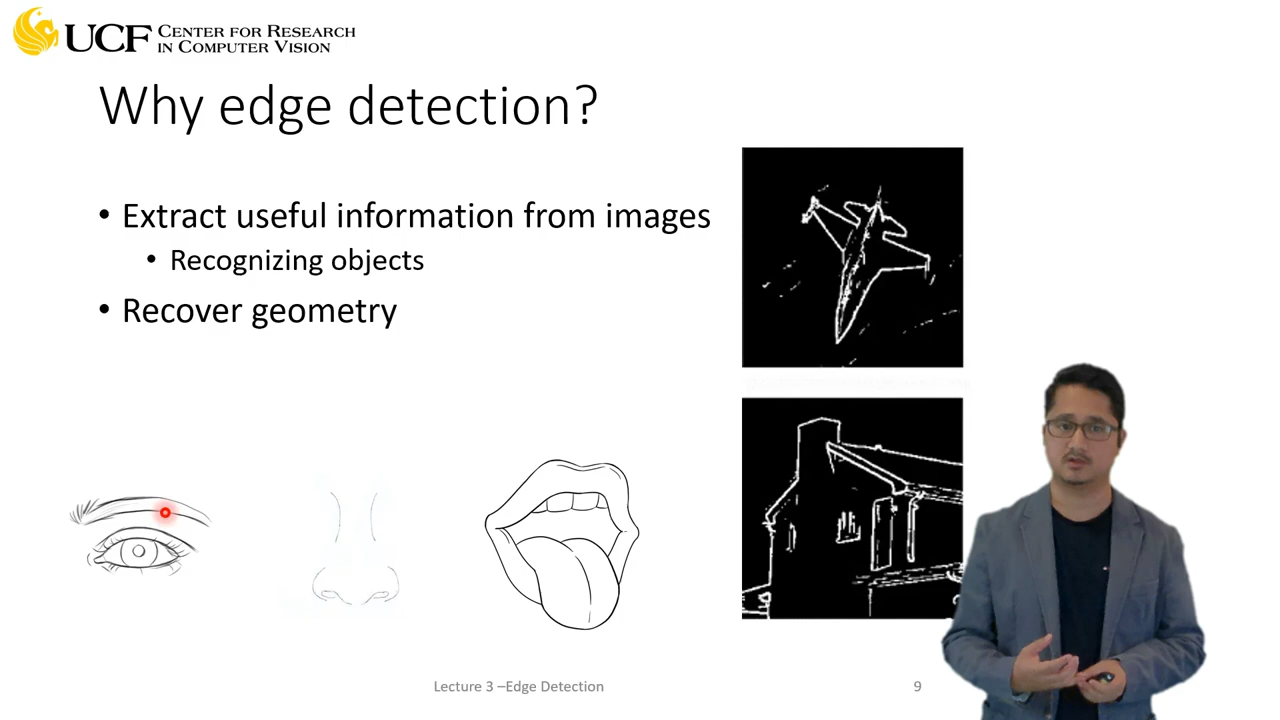 UCF CENTER FOR RESEARCH
IN COMPUTER VISION
Why edge detection?
• Extract useful information from images
• Recognizing objects
• Recover geometry
Lecture 3 –Edge Detection
9